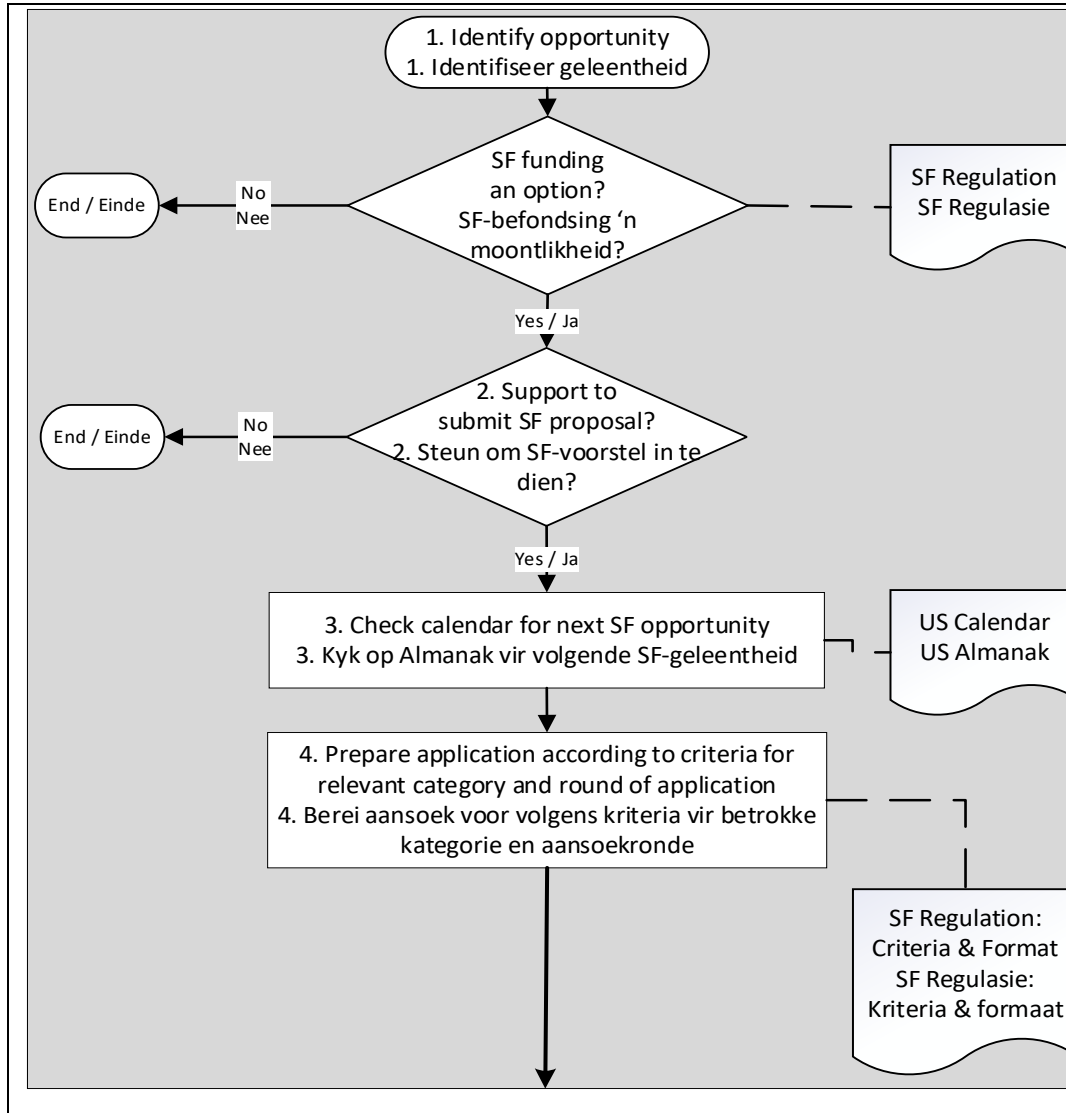 1. Identify opportunity
1. Identifiseer geleentheid
SF funding
an option?
SF-befondsing ‘n
moontlikheid?
No
Nee
End / Einde
SF Regulation
SF Regulasie
Yes / Ja
2. Support to
submit SF proposal?
2. Steun om SF-voorstel in te
dien?
No
Nee
End / Einde
Yes / Ja
3. Check calendar for next SF opportunity
3. Kyk op Almanak vir volgende SF-geleentheid
US Calendar
US Almanak
4. Prepare application according to criteria for
relevant category and round of application
4. Berei aansoek voor volgens kriteria vir betrokke
kategorie en aansoekronde
SF Regulation:
Criteria & Format
SF Regulasie:
Kriteria & formaat